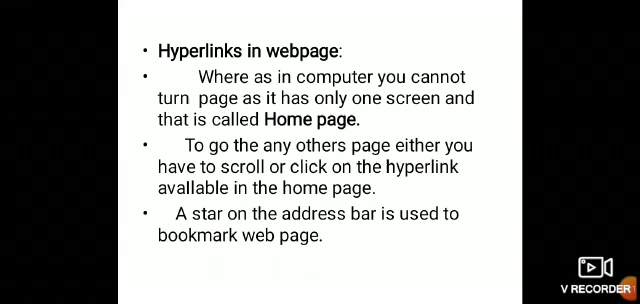 • Hyperlinks in webpage:
• Where as in computer you cannot
turn page as it has only one screen and
that is called Home page.
• To go the any others page either you
have to scroll or click on the hyperlink
available in the home page.
• A star on the address bar is used to
bookmark web page.
V RECORDER